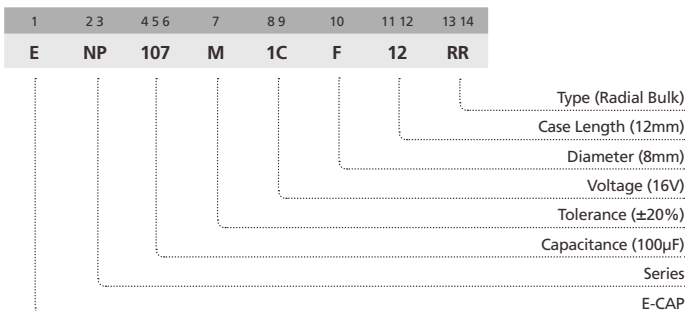 1 2 3 4 5 6 7 8 9 10 11 12 13 14
E NP 107 M 1C F 12 RR
Type (Radial Bulk)
Case Length (12mm)
Diameter (8mm)
Voltage (16V)
Tolerance (±20%)
Capacitance (100µF)
Series
E-CAP